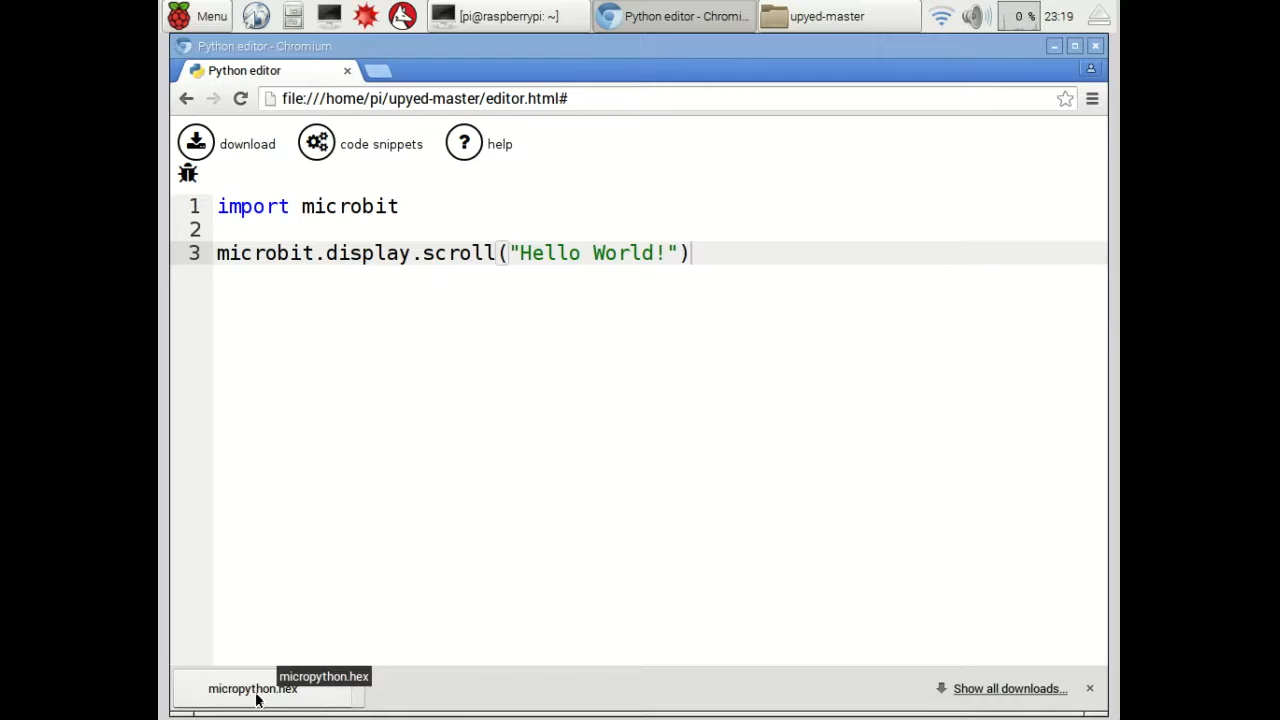 Menu [pi@raspberrypi: ~] Python editor - Chromi... upyed-master 0 % 23:19
Python editor - Chromium
Python editor
file:///home/pi/upyed-master/editor.html#
download code snippets ? help
1 import microbit
2
3 microbit.display.scroll("Hello World!")
micropython.hex
micropython.hex Show all downloads...